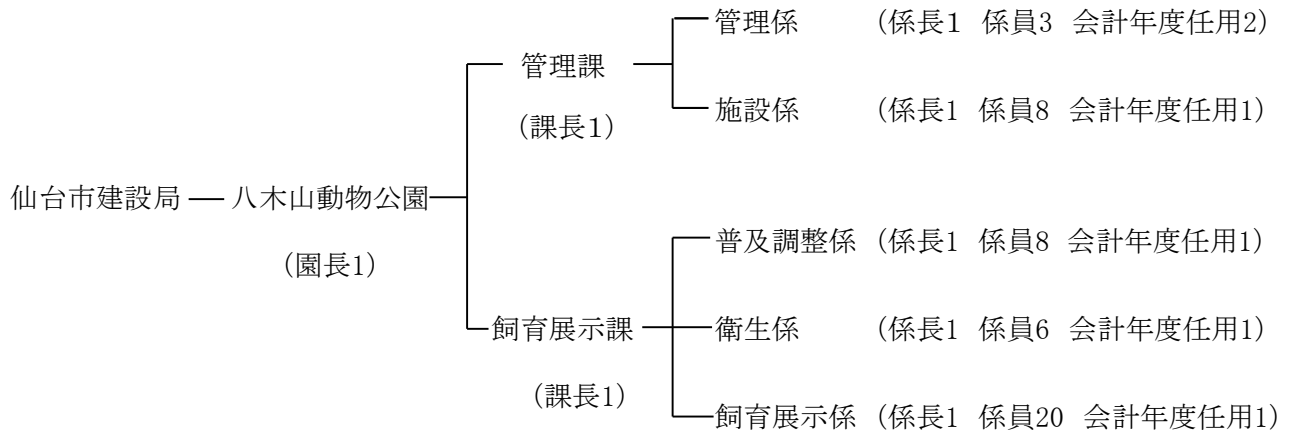 管理係 (係長1 係員3 会計年度任用2)
管理課
施設係 (係長1 係員8 会計年度任用1)
(課長1)
仙台市建設局 八木山動物公園
(園長1)
普及調整係 (係長1 係員8 会計年度任用1)
飼育展示課
衛生係 (係長1 係員6 会計年度任用1)
(課長1)
飼育展示係 (係長1 係員20 会計年度任用1)